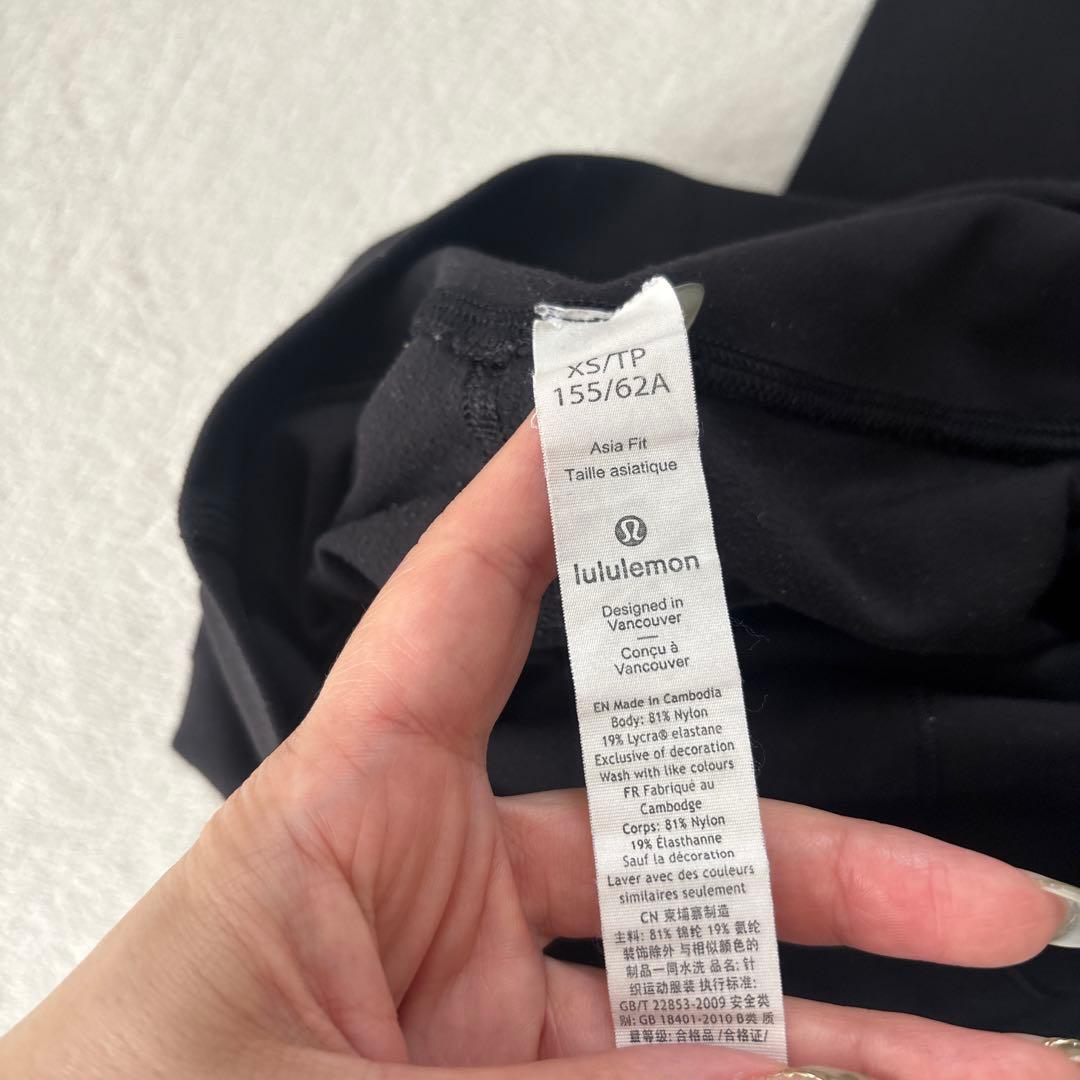 XS/TP
155/62A
Asia Fit
Taille asiatique
lululemon
Designed in
Vancouver
Conçu à
Vancouver
EN Made in Cambodia
Body: 81% Nylon
19% Lycra® elastane
Exclusive of decoration
Wash with like colours
FR Fabriqué au
Cambodge
Corps: 81% Nylon
19% Élasthanne
Sauf la décoration
Laver avec des couleurs
similaires seulement
CN 柬埔寨制造
主料: 81% 锦纶 19% 氨纶
装饰除外 与相似颜色的
制品一同水洗 品名: 针
织运动服装 执行标准:
GB/T 22853-2009 安全类
别: GB 18401-2010 B类 质
量等级: 合格品 /合格证/